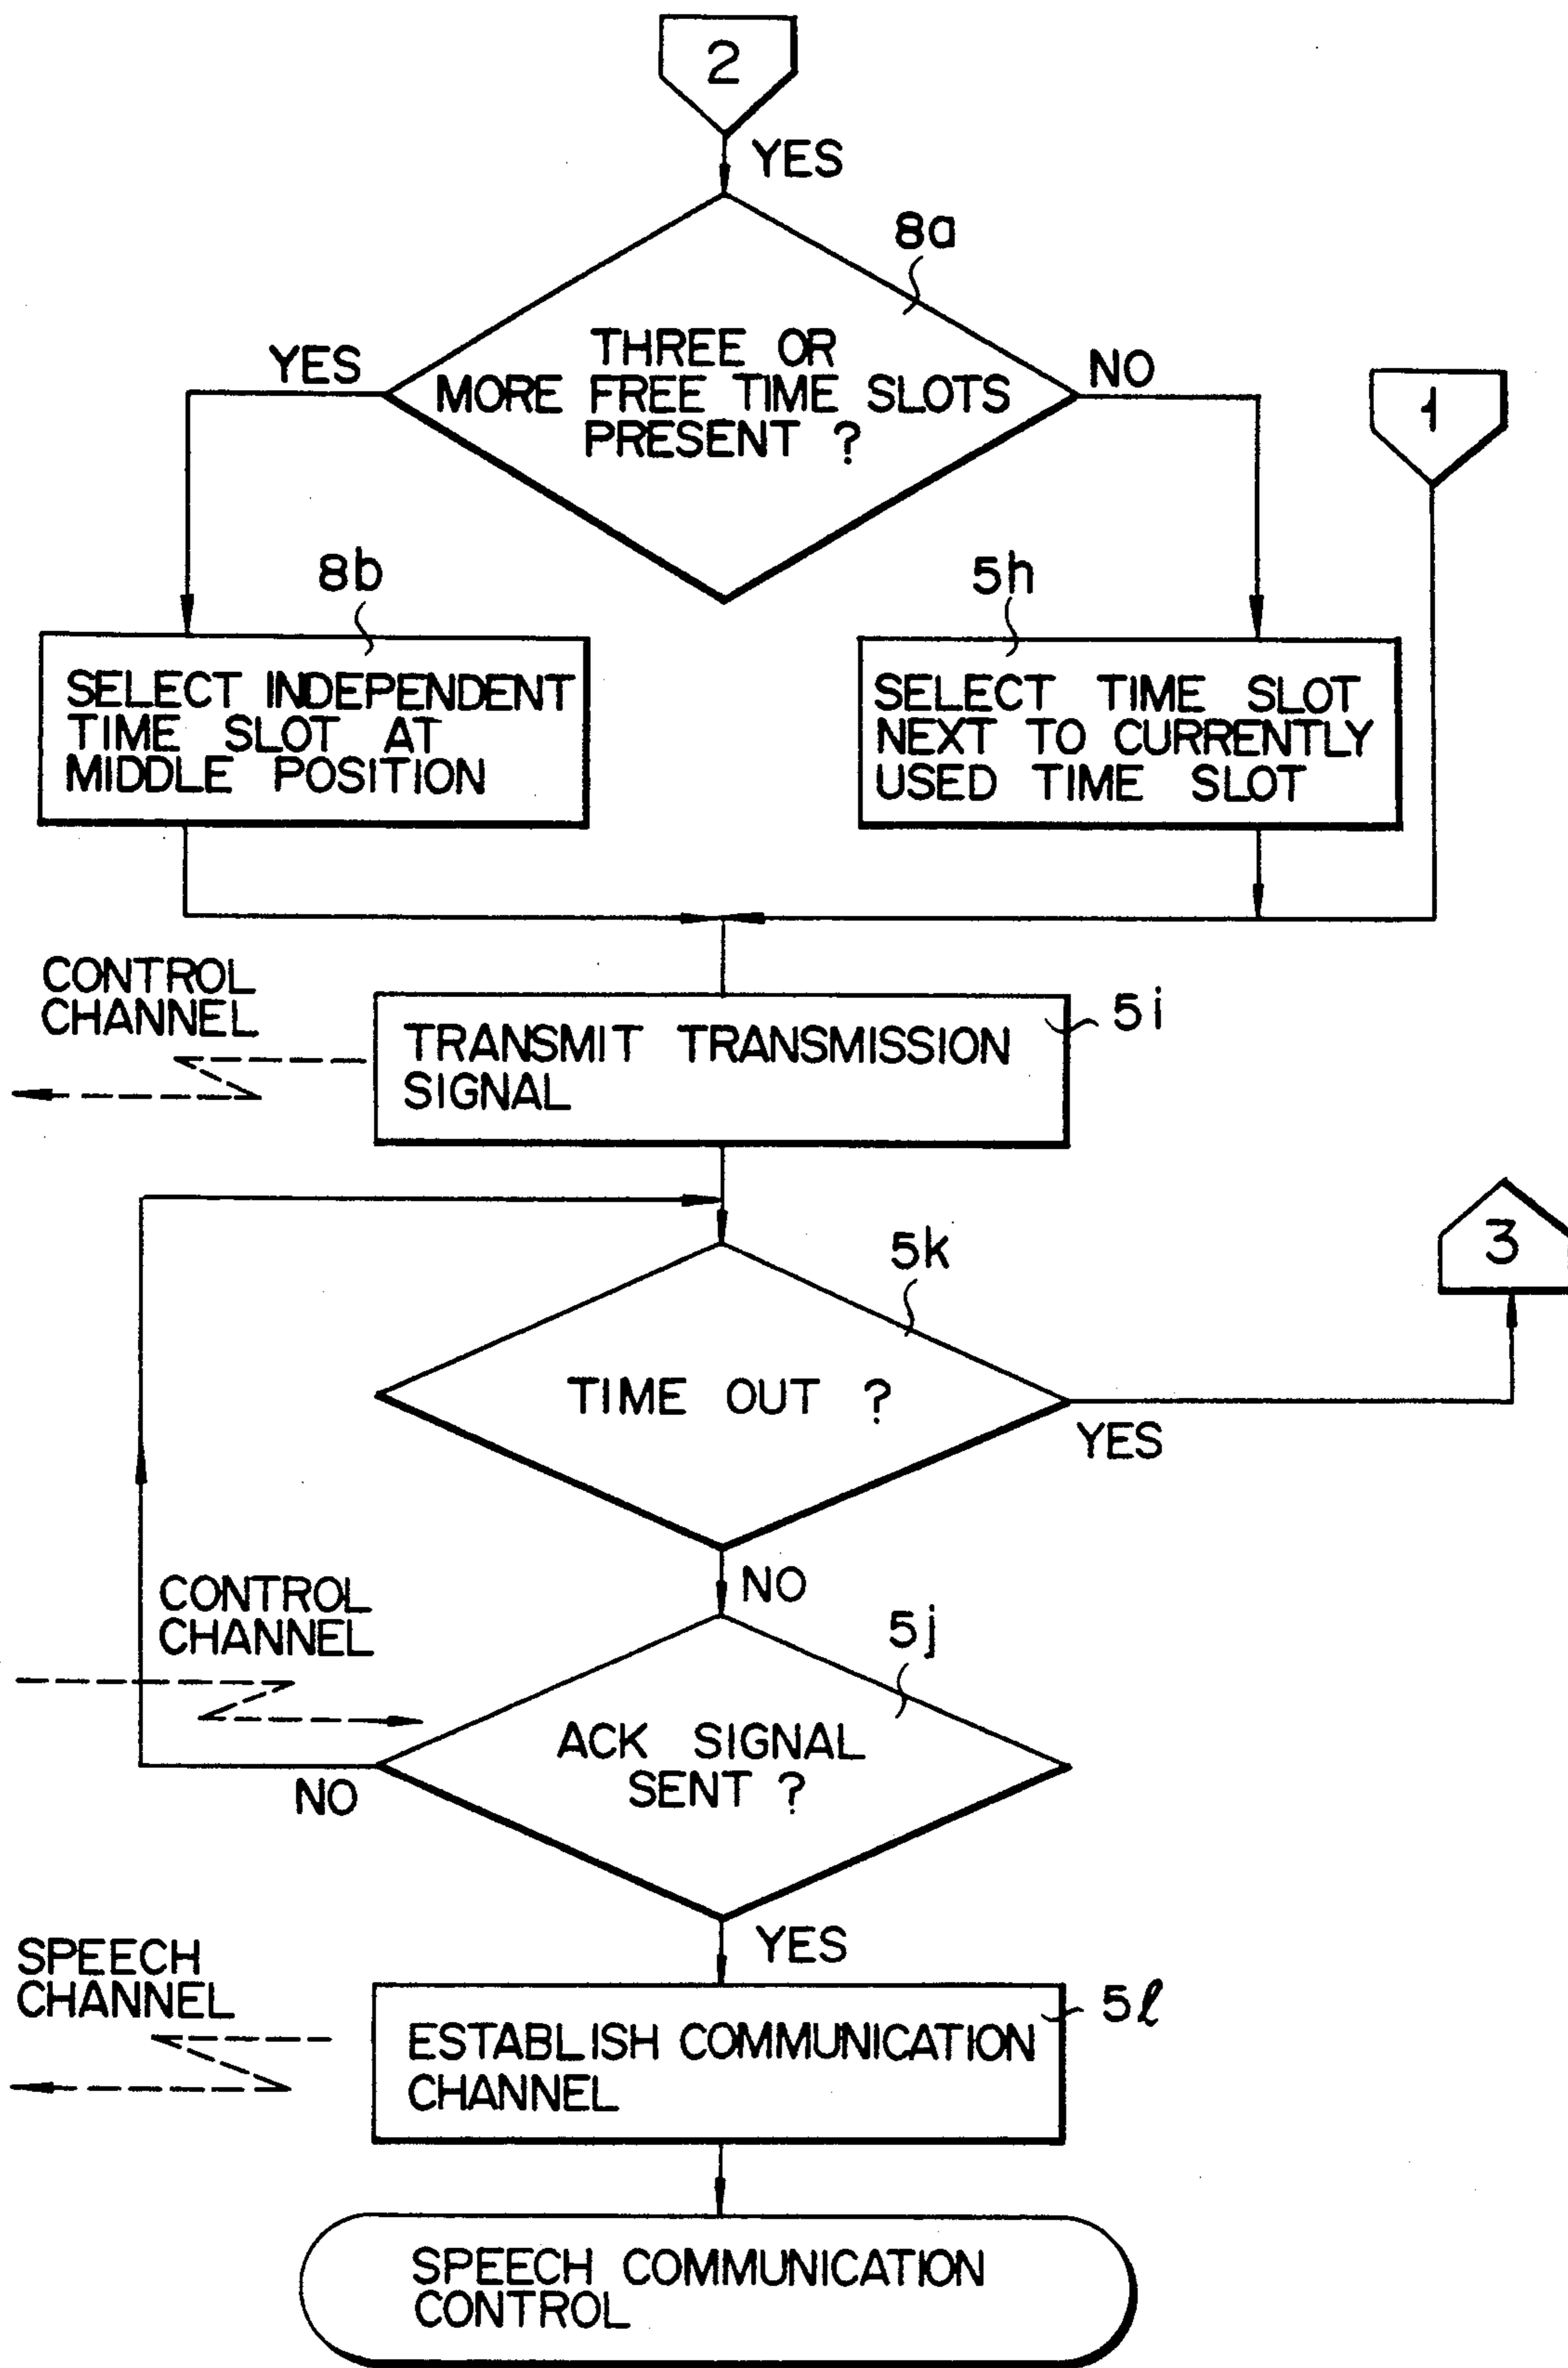 2
YES
8a
THREE OR
MORE FREE TIME SLOTS
PRESENT ?
YES
NO
1
8b
SELECT INDEPENDENT
TIME SLOT AT
MIDDLE POSITION
5h
SELECT TIME SLOT
NEXT TO CURRENTLY
USED TIME SLOT
CONTROL
CHANNEL
TRANSMIT TRANSMISSION
SIGNAL
5i
5k
TIME OUT ?
YES
3
NO
CONTROL
CHANNEL
5j
ACK SIGNAL
SENT ?
NO
YES
SPEECH
CHANNEL
ESTABLISH COMMUNICATION
CHANNEL
5ℓ
SPEECH COMMUNICATION
CONTROL